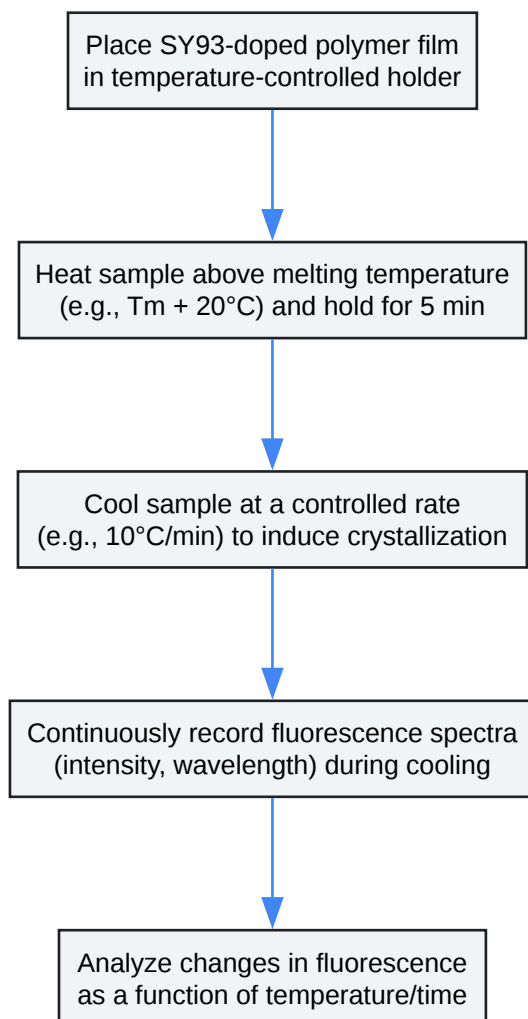 Place SY93-doped polymer film
in temperature-controlled holder
Heat sample above melting temperature
(e.g., Tm + 20°C) and hold for 5 min
Cool sample at a controlled rate
(e.g., 10°C/min) to induce crystallization
Continuously record fluorescence spectra
(intensity, wavelength) during cooling
Analyze changes in fluorescence
as a function of temperature/time